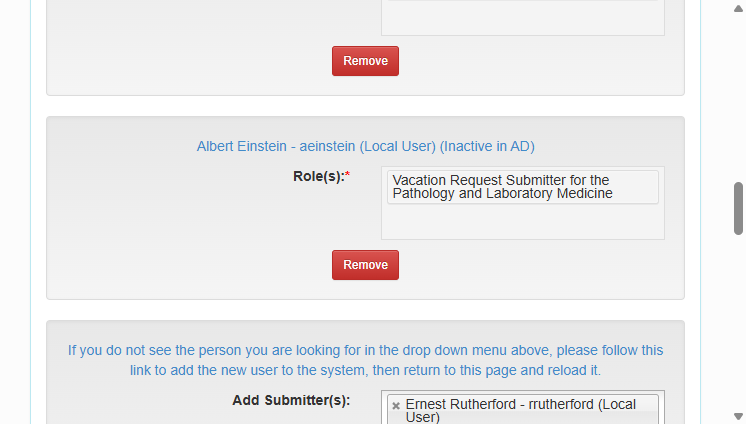 Remove
Albert Einstein - aeinstein (Local User) (Inactive in AD)
Role(s):*
Vacation Request Submitter for the
Pathology and Laboratory Medicine
Remove
If you do not see the person you are looking for in the drop down menu above, please follow this
link to add the new user to the system, then return to this page and reload it.
Add Submitter(s):
× Ernest Rutherford - rrutherford (Local
User)